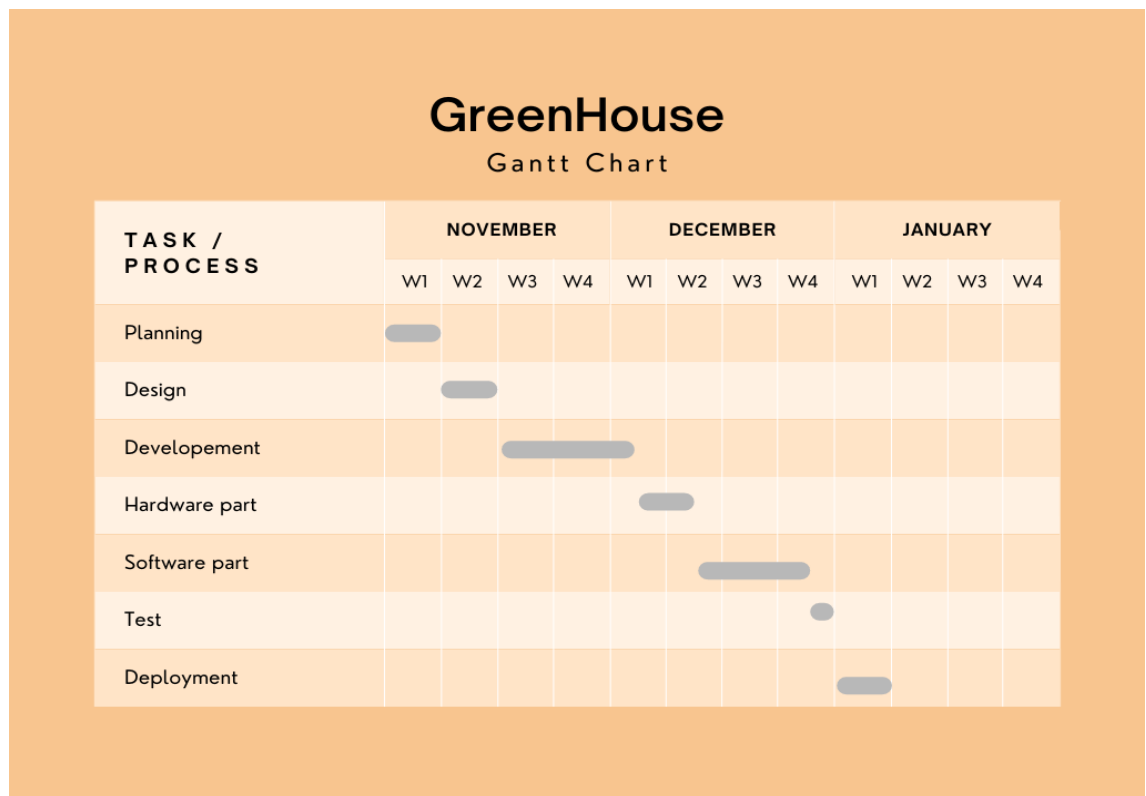 GreenHouse
Gantt Chart
TASK /
PROCESS
NOVEMBER DECEMBER JANUARY
W1 W2 W3 W4 W1 W2 W3 W4 W1 W2 W3 W4
Planning
Design
Developement
Hardware part
Software part
Test
Deployment